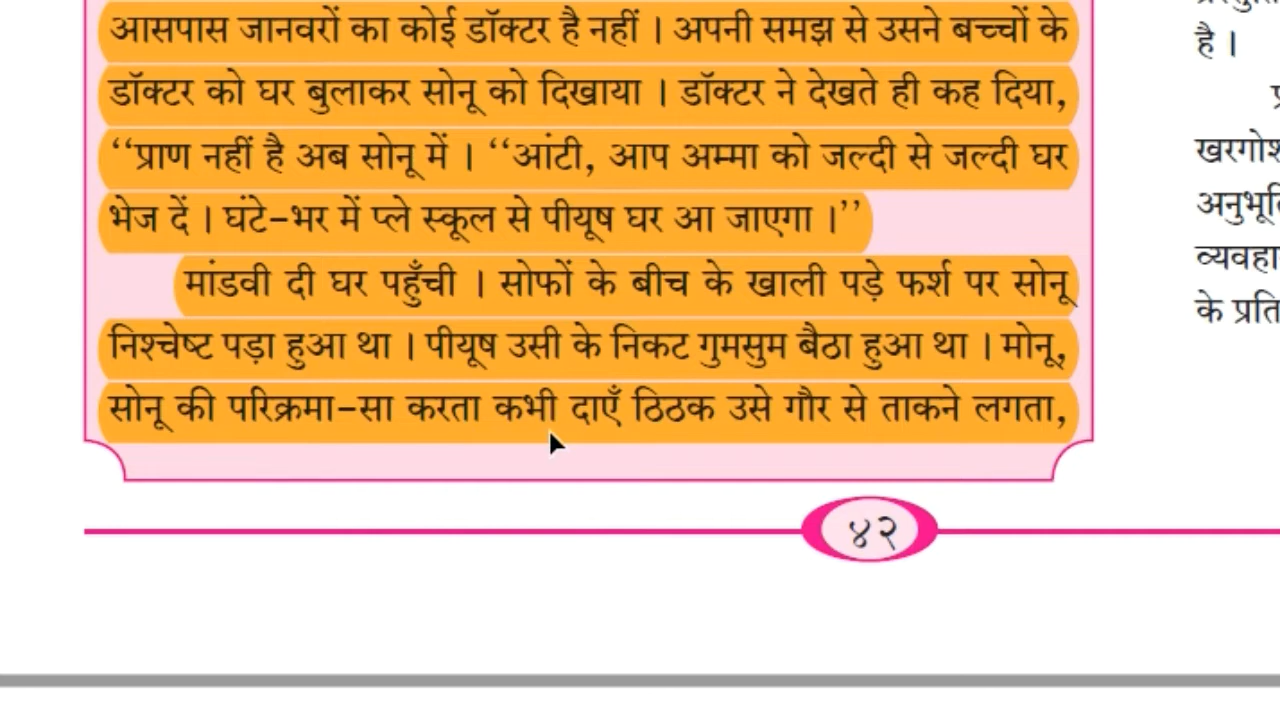 आसपास जानवरों का कोई डॉक्टर है नहीं । अपनी समझ से उसने बच्चों के
डॉक्टर को घर बुलाकर सोनू को दिखाया । डॉक्टर ने देखते ही कह दिया,
‘‘प्राण नहीं है अब सोनू में । ‘‘आंटी, आप अम्मा को जल्दी से जल्दी घर
भेज दें । घंटे-भर में प्ले स्कूल से पीयूष घर आ जाएगा ।’’
मांडवी दी घर पहुँची । सोफों के बीच के खाली पड़े फर्श पर सोनू
निश्चेष्ट पड़ा हुआ था । पीयूष उसी के निकट गुमसुम बैठा हुआ था । मोनू,
सोनू की परिक्रमा-सा करता कभी दाएँ ठिठक उसे गौर से ताकने लगता,
४२
है ।
खरगोश
के प्रति